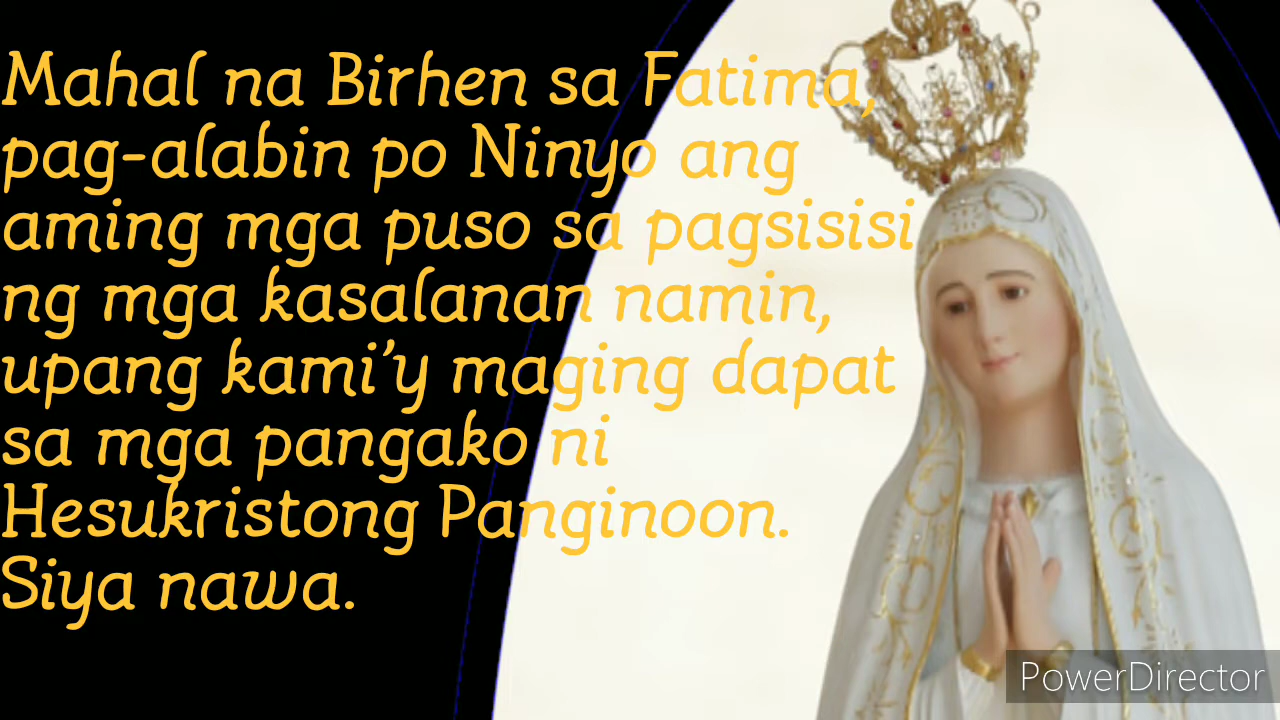 Mahal na Birhen sa Fatima,
pag-alabin po Ninyo ang
aming mga puso sa pagsisisi
ng mga kasalanan namin,
upang kami’y maging dapat
sa mga pangako ni
Hesukristong Panginoon.
Siya nawa.
PowerDirector